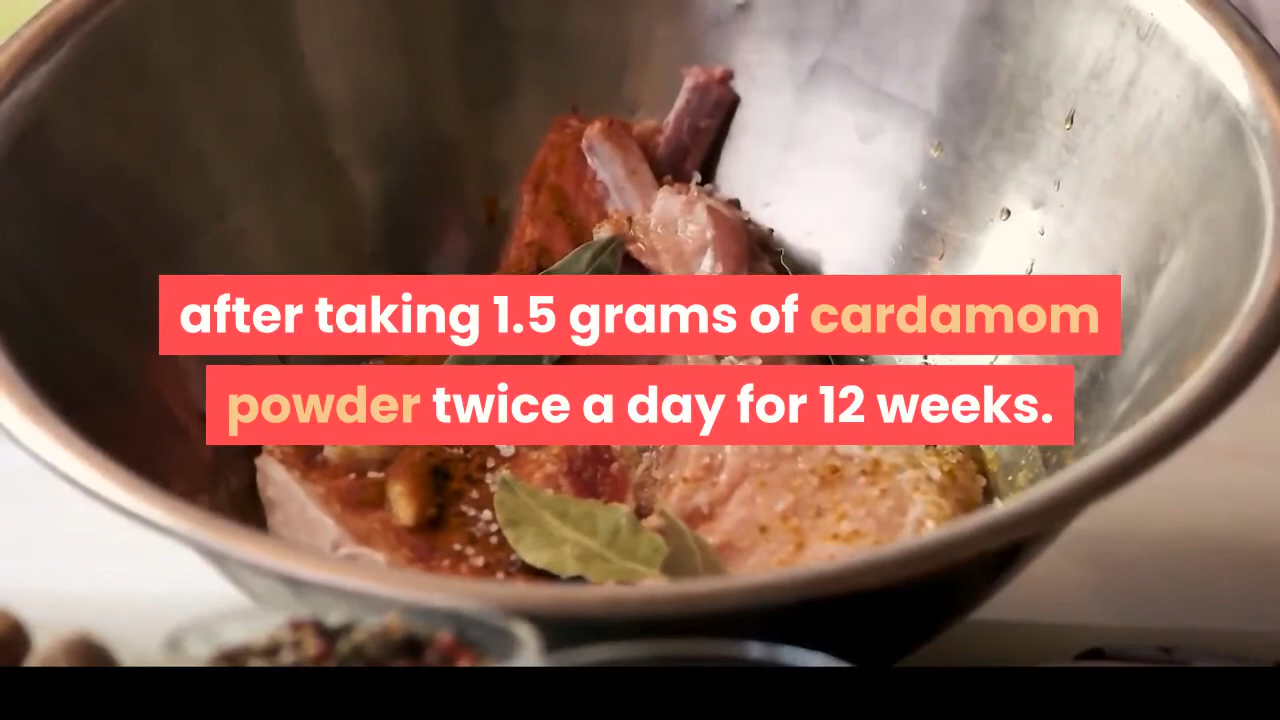 after taking 1.5 grams of cardamom
powder twice a day for 12 weeks.